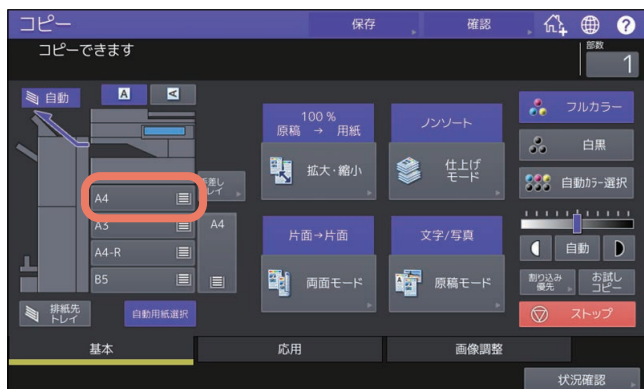 コピー
保存
確認
?
コピーできます
部数
1
自動
A
A
A4
A3
A4-R
B5
手差し
トレイ
A4
排紙先
トレイ
自動用紙選択
100 %
原稿 → 用紙
拡大・縮小
ノンソート
仕上げ
モード
片面→片面
両面モード
文字/写真
原稿モード
フルカラー
白黒
自動ｶﾗｰ選択
自動
割り込み
優先
お試し
コピー
ストップ
基本
応用
画像調整
状況確認